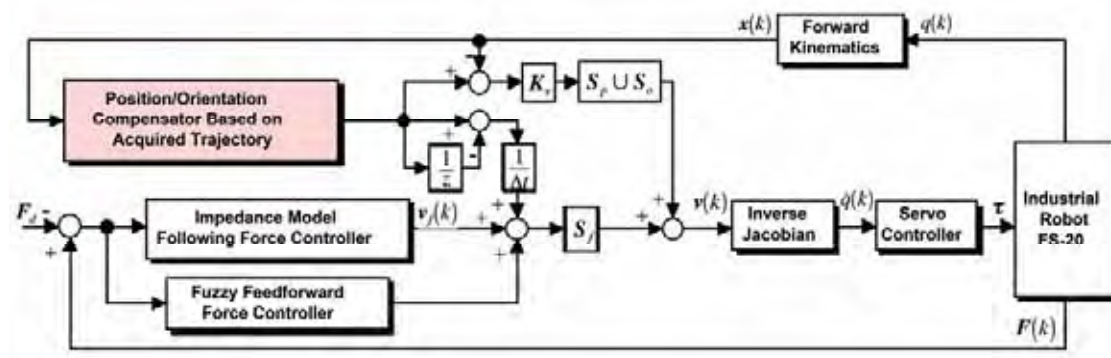 x(k)
Forward
Kinematics
q(k)
Position/Orientation
Compensator Based on
Acquired Trajectory
+
-
K_v
S_p ∪ S_o
+
-
1
z
1
Δt
F_d
-
+
Impedance Model
Following Force Controller
v_f(k)
+
+
+
S_f
+
+
v(k)
Inverse
Jacobian
q̇(k)
Servo
Controller
τ
Industrial
Robot
FS-20
Fuzzy Feedforward
Force Controller
F(k)